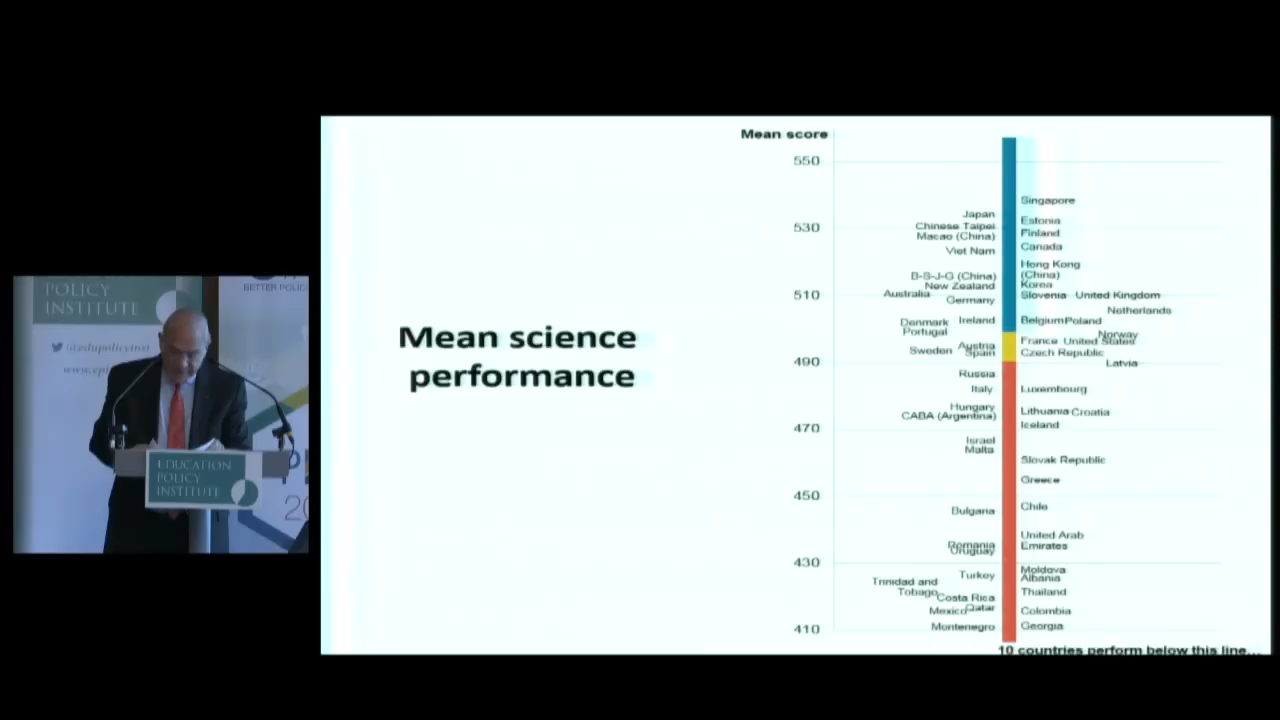 POLICY
INSTITUTE
BETTER POLIC
@edupolicyinst
EDUCATION
POLICY
INSTITUTE
20
Mean science
performance
Mean score
550
530
510
490
470
450
430
410
Singapore
Japan
Estonia
Chinese Taipei
Finland
Macao (China)
Canada
Viet Nam
Hong Kong
(China)
B-S-J-G (China)
Korea
New Zealand
Australia
Slovenia United Kingdom
Germany
Netherlands
Ireland
Belgium Poland
Denmark
Portugal
Norway
France United States
Austria
Sweden Spain
Czech Republic
Latvia
Russia
Italy
Luxembourg
Hungary
Lithuania Croatia
CABA (Argentina)
Iceland
Israel
Malta
Slovak Republic
Greece
Chile
Bulgaria
United Arab
Emirates
Romania
Uruguay
Moldova
Turkey
Albania
Trinidad and
Tobago
Thailand
Costa Rica
Qatar
Mexico
Colombia
Montenegro
Georgia
10 countries perform below this line...